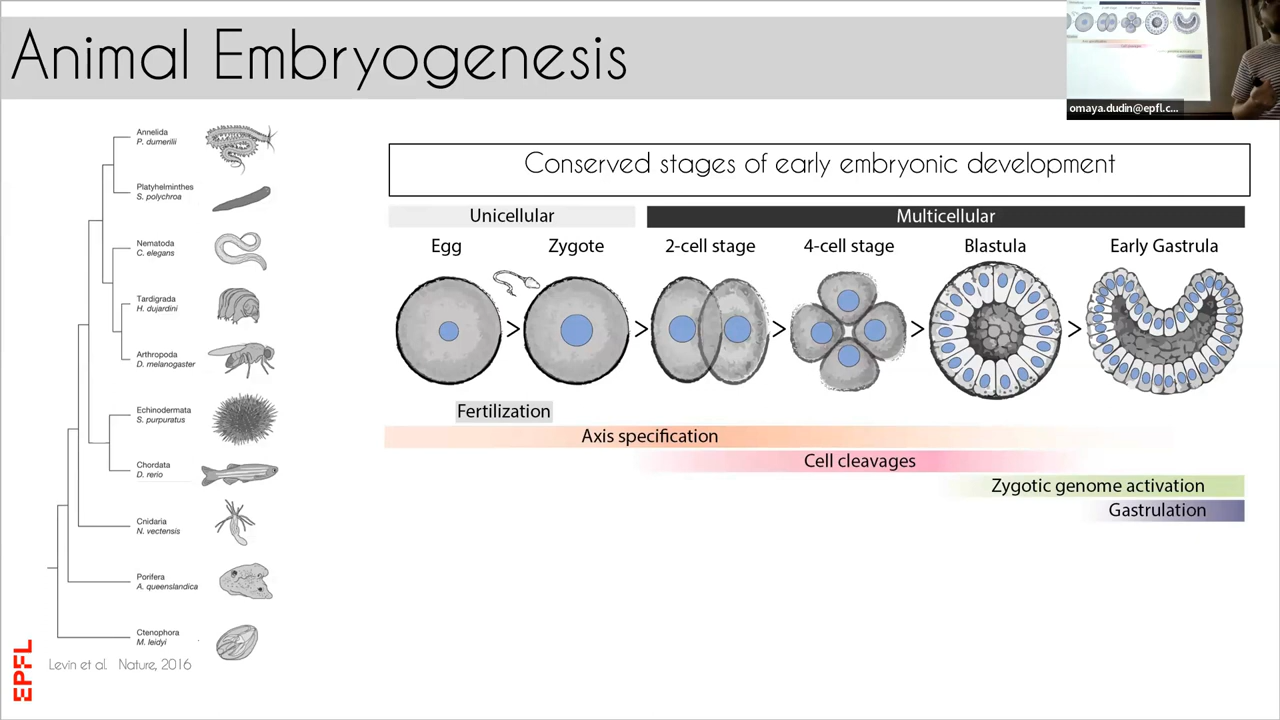 Animal Embryogenesis
omaya.dudin@epfl.c...
Annelida
P. dumerilii
Platyhelminthes
S. polychroa
Nematoda
C. elegans
Tardigrada
H. dujardini
Arthropoda
D. melanogaster
Echinodermata
S. purpuratus
Chordata
D. rerio
Cnidaria
N. vectensis
Porifera
A. queenslandica
Ctenophora
M. leidyi
Levin et al. Nature, 2016
EPFL
Conserved stages of early embryonic development
Unicellular
Multicellular
Egg
Zygote
2-cell stage
4-cell stage
Blastula
Early Gastrula
>
>
>
>
>
Fertilization
Axis specification
Cell cleavages
Zygotic genome activation
Gastrulation